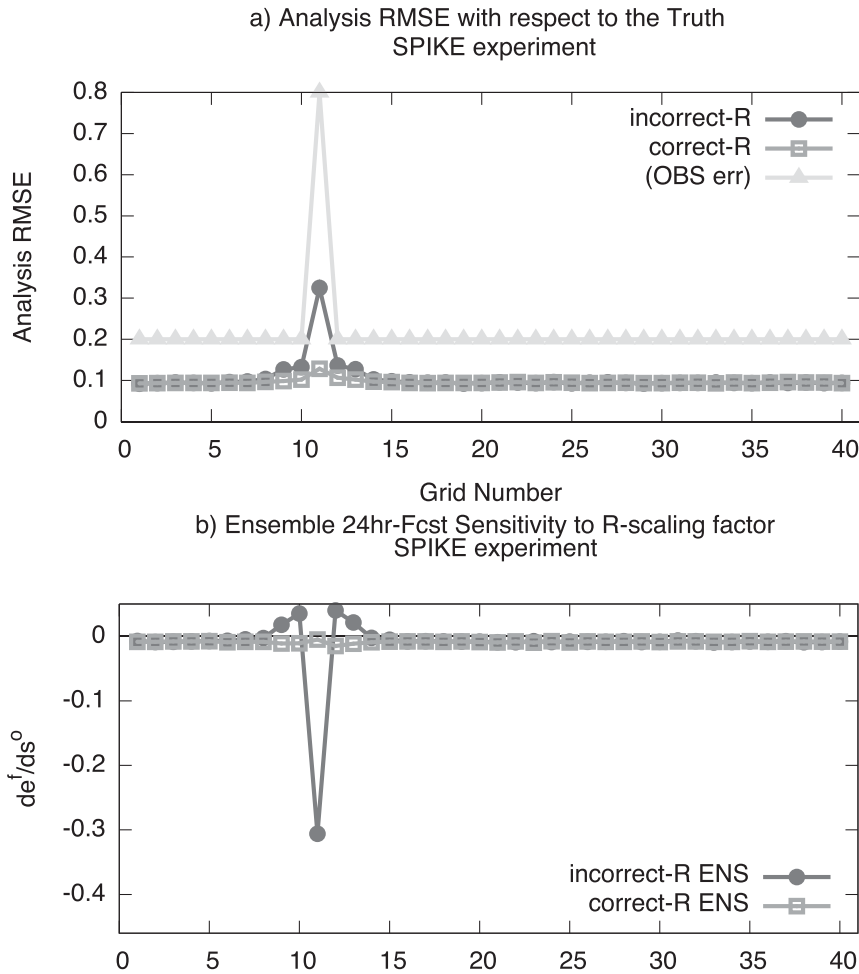 a) Analysis RMSE with respect to the Truth
SPIKE experiment
Analysis RMSE
0.8
0.7
0.6
0.5
0.4
0.3
0.2
0.1
0
incorrect-R
correct-R
(OBS err)
0 5 10 15 20 25 30 35 40
Grid Number
b) Ensemble 24hr-Fcst Sensitivity to R-scaling factor
SPIKE experiment
de^f/ds^o
0
-0.1
-0.2
-0.3
-0.4
incorrect-R ENS
correct-R ENS
0 5 10 15 20 25 30 35 40